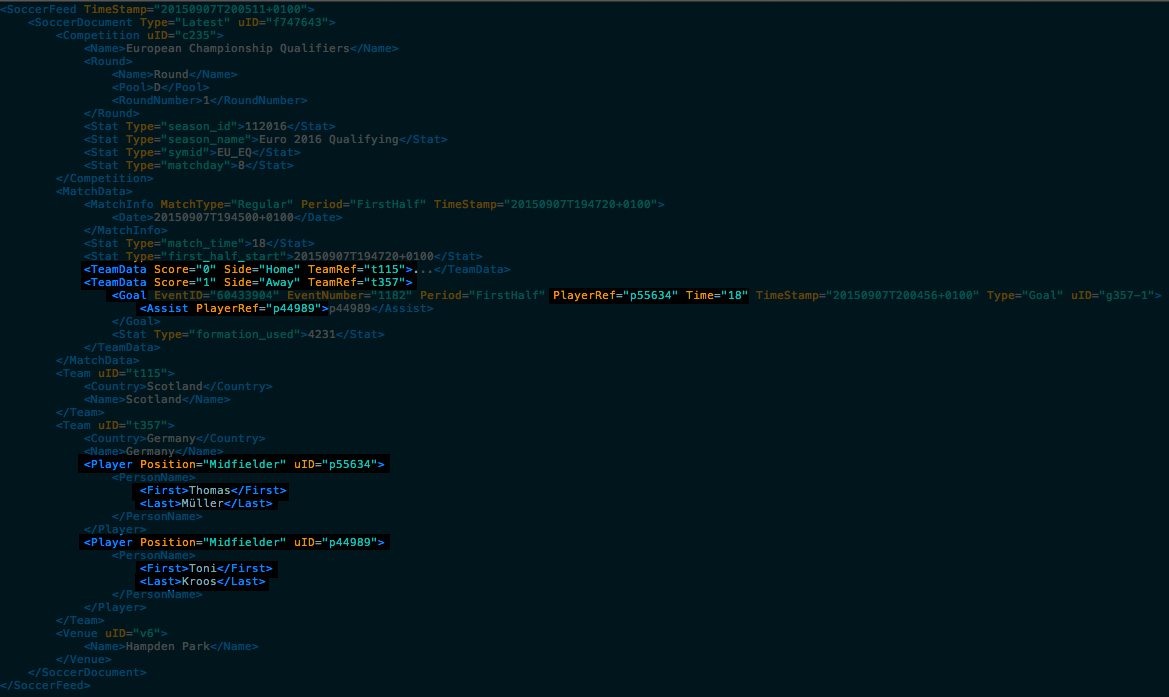 <SoccerFeed TimeStamp="20150907T200511+0100">
<SoccerDocument Type="Latest" uID="f747643">
<Competition uID="c235">
<Name>European Championship Qualifiers</Name>
<Round>
<Name>Round</Name>
<Pool>D</Pool>
<RoundNumber>1</RoundNumber>
</Round>
<Stat Type="season_id">112016</Stat>
<Stat Type="season_name">Euro 2016 Qualifying</Stat>
<Stat Type="symid">EU_EQ</Stat>
<Stat Type="matchday">8</Stat>
</Competition>
<MatchData>
<MatchInfo MatchType="Regular" Period="FirstHalf" TimeStamp="20150907T194720+0100">
<Date>20150907T194500+0100</Date>
</MatchInfo>
<Stat Type="match_time">18</Stat>
<Stat Type="first_half_start">20150907T194720+0100</Stat>
<TeamData Score="0" Side="Home" TeamRef="t115">...</TeamData>
<TeamData Score="1" Side="Away" TeamRef="t357">
<Goal EventID="60433904" EventNumber="1182" Period="FirstHalf" PlayerRef="p55634" Time="18" TimeStamp="20150907T200456+0100" Type="Goal" uID="g357-1">
<Assist PlayerRef="p44989">p44989</Assist>
</Goal>
<Stat Type="formation_used">4231</Stat>
</TeamData>
</MatchData>
<Team uID="t115">
<Country>Scotland</Country>
<Name>Scotland</Name>
</Team>
<Team uID="t357">
<Country>Germany</Country>
<Name>Germany</Name>
<Player Position="Midfielder" uID="p55634">
<PersonName>
<First>Thomas</First>
<Last>Müller</Last>
</PersonName>
</Player>
<Player Position="Midfielder" uID="p44989">
<PersonName>
<First>Toni</First>
<Last>Kroos</Last>
</PersonName>
</Player>
</Team>
<Venue uID="v6">
<Name>Hampden Park</Name>
</Venue>
</SoccerDocument>
</SoccerFeed>